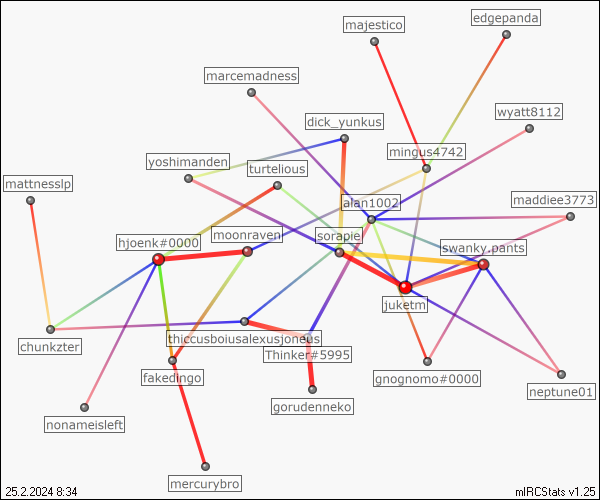 edgepanda
majestico
marcemadness
wyatt8112
dick_yunkus
mingus4742
yoshimanden
turtelious
mattnesslp
alan1002
maddiee3773
moonraven
sorapiel
hjoenk#0000
swanky.pants
juketm
thiccusboiusalexusjoneus
chunkzter
Thinker#5995
fakedingo
gnognomo#0000
neptune01
gorudenneko
nonameisleft
mercurybro
25.2.2024 8:34
mIRCStats v1.25